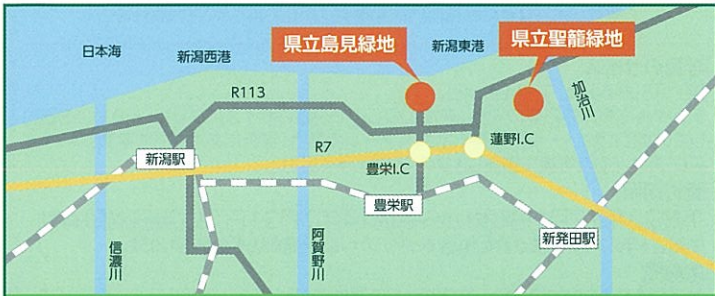 日本海
新潟西港
県立島見緑地
新潟東港
県立聖籠緑地
加治川
R113
R7
蓮野I.C
豊栄I.C
新潟駅
豊栄駅
新発田駅
信濃川
阿賀野川